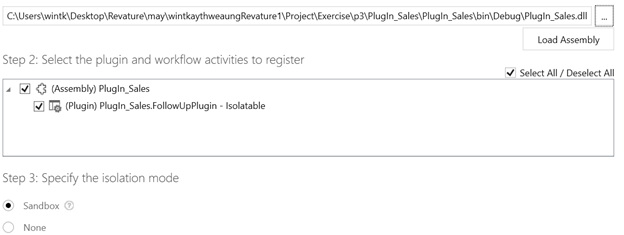 C:\Users\wintk\Desktop\Revature\may\wintkaythweaungRevature1\Project\Exercise\p3\PlugIn_Sales\PlugIn_Sales\bin\Debug\PlugIn_Sales.dll ...
Load Assembly
Step 2: Select the plugin and workflow activities to register
Select All / Deselect All
(Assembly) PlugIn_Sales
(Plugin) PlugIn_Sales.FollowUpPlugin - Isolatable
Step 3: Specify the isolation mode
Sandbox ?
None